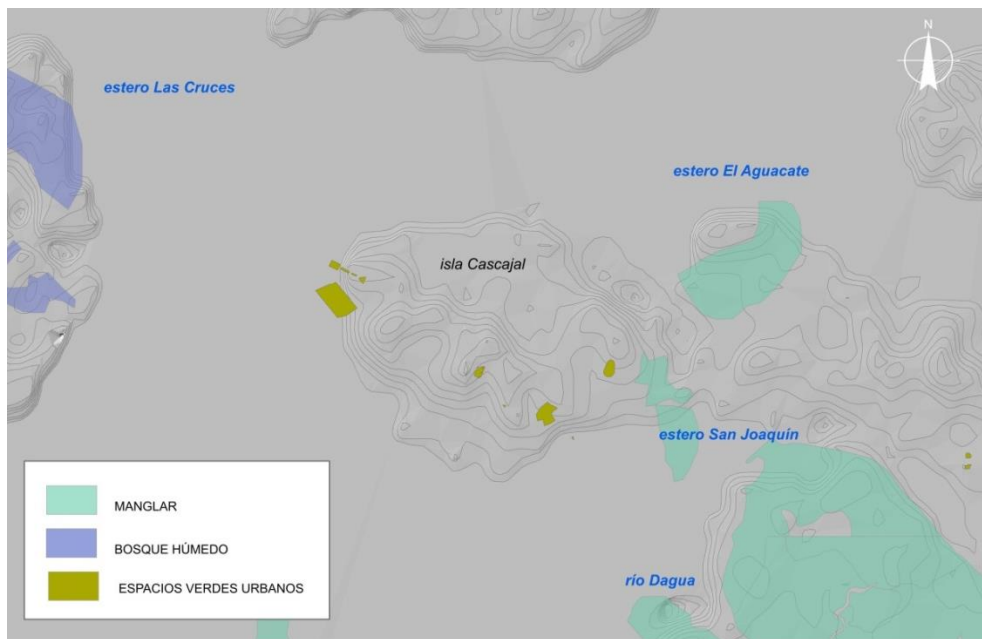 N
estero Las Cruces
estero El Aguacate
isla Cascajal
estero San Joaquín
río Dagua
MANGLAR
BOSQUE HÚMEDO
ESPACIOS VERDES URBANOS